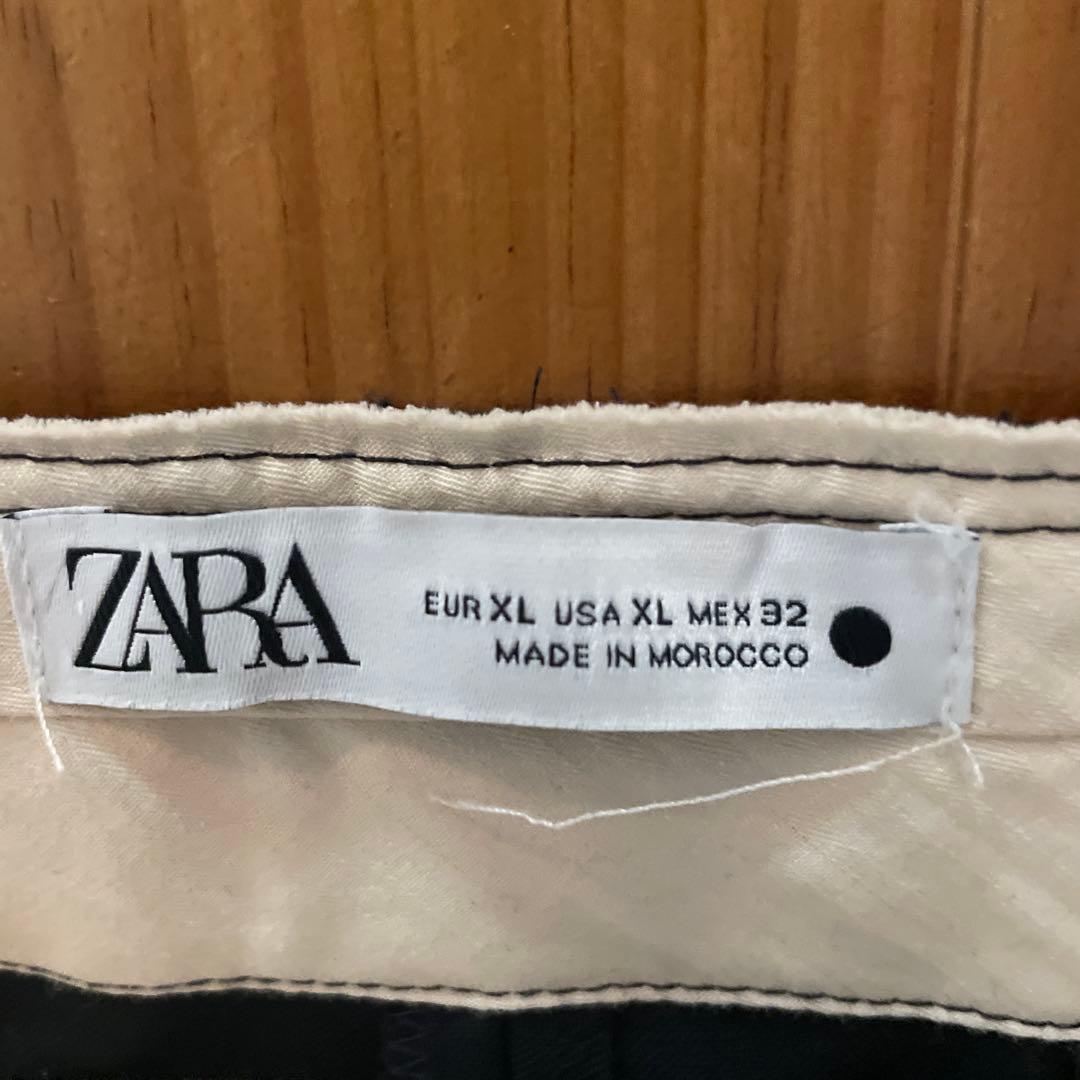 ZARA
EUR XL USA XL MEX 32
MADE IN MOROCCO